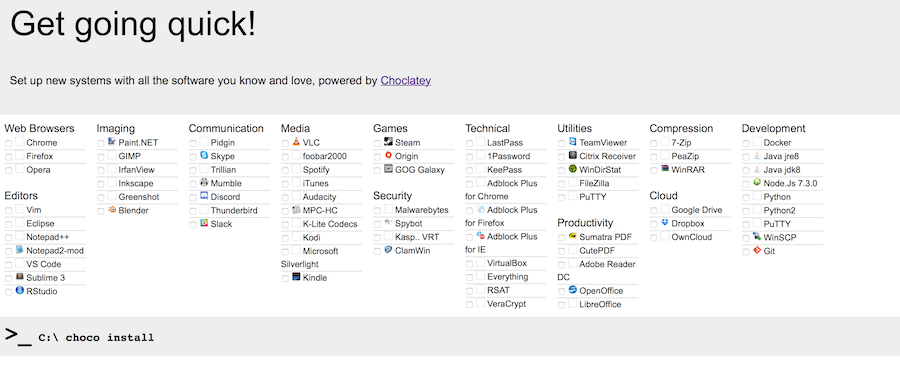 Get going quick!
Set up new systems with all the software you know and love, powered by Choclatey
Web Browsers
Chrome
Firefox
Opera
Editors
Vim
Eclipse
Notepad++
Notepad2-mod
VS Code
Sublime 3
RStudio
Imaging
Paint.NET
GIMP
IrfanView
Inkscape
Greenshot
Blender
Communication
Pidgin
Skype
Trillian
Mumble
Discord
Thunderbird
Slack
Media
VLC
foobar2000
Spotify
iTunes
Audacity
MPC-HC
K-Lite Codecs
Kodi
Microsoft
Silverlight
Kindle
Games
Steam
Origin
GOG Galaxy
Security
Malwarebytes
Spybot
Kasp.. VRT
ClamWin
Technical
LastPass
1Password
KeePass
Adblock Plus
for Chrome
Adblock Plus
for Firefox
Adblock Plus
for IE
VirtualBox
Everything
RSAT
VeraCrypt
Utilities
TeamViewer
Citrix Receiver
WinDirStat
FileZilla
PuTTY
Productivity
Sumatra PDF
CutePDF
Adobe Reader
DC
OpenOffice
LibreOffice
Compression
7-Zip
PeaZip
WinRAR
Cloud
Google Drive
Dropbox
OwnCloud
Development
Docker
Java jre8
Java jdk8
Node.Js 7.3.0
Python
Python2
PuTTY
WinSCP
Git
>_ C:\ choco install